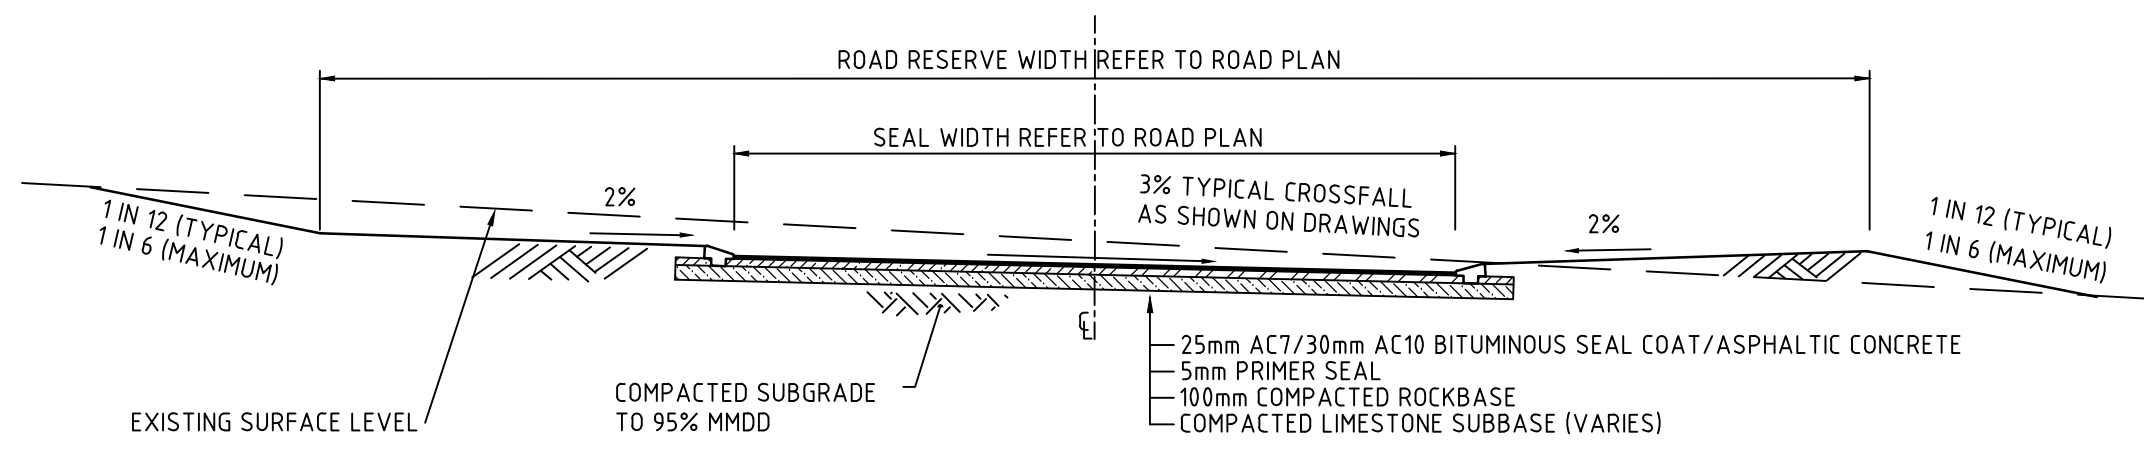 ROAD RESERVE WIDTH REFER TO ROAD PLAN
SEAL WIDTH REFER TO ROAD PLAN
3% TYPICAL CROSSFALL
AS SHOWN ON DRAWINGS
2%
2%
1 IN 12 (TYPICAL)
1 IN 6 (MAXIMUM)
1 IN 12 (TYPICAL)
1 IN 6 (MAXIMUM)
℄
25mm AC7/30mm AC10 BITUMINOUS SEAL COAT/ASPHALTIC CONCRETE
5mm PRIMER SEAL
100mm COMPACTED ROCKBASE
COMPACTED LIMESTONE SUBBASE (VARIES)
COMPACTED SUBGRADE
TO 95% MMDD
EXISTING SURFACE LEVEL